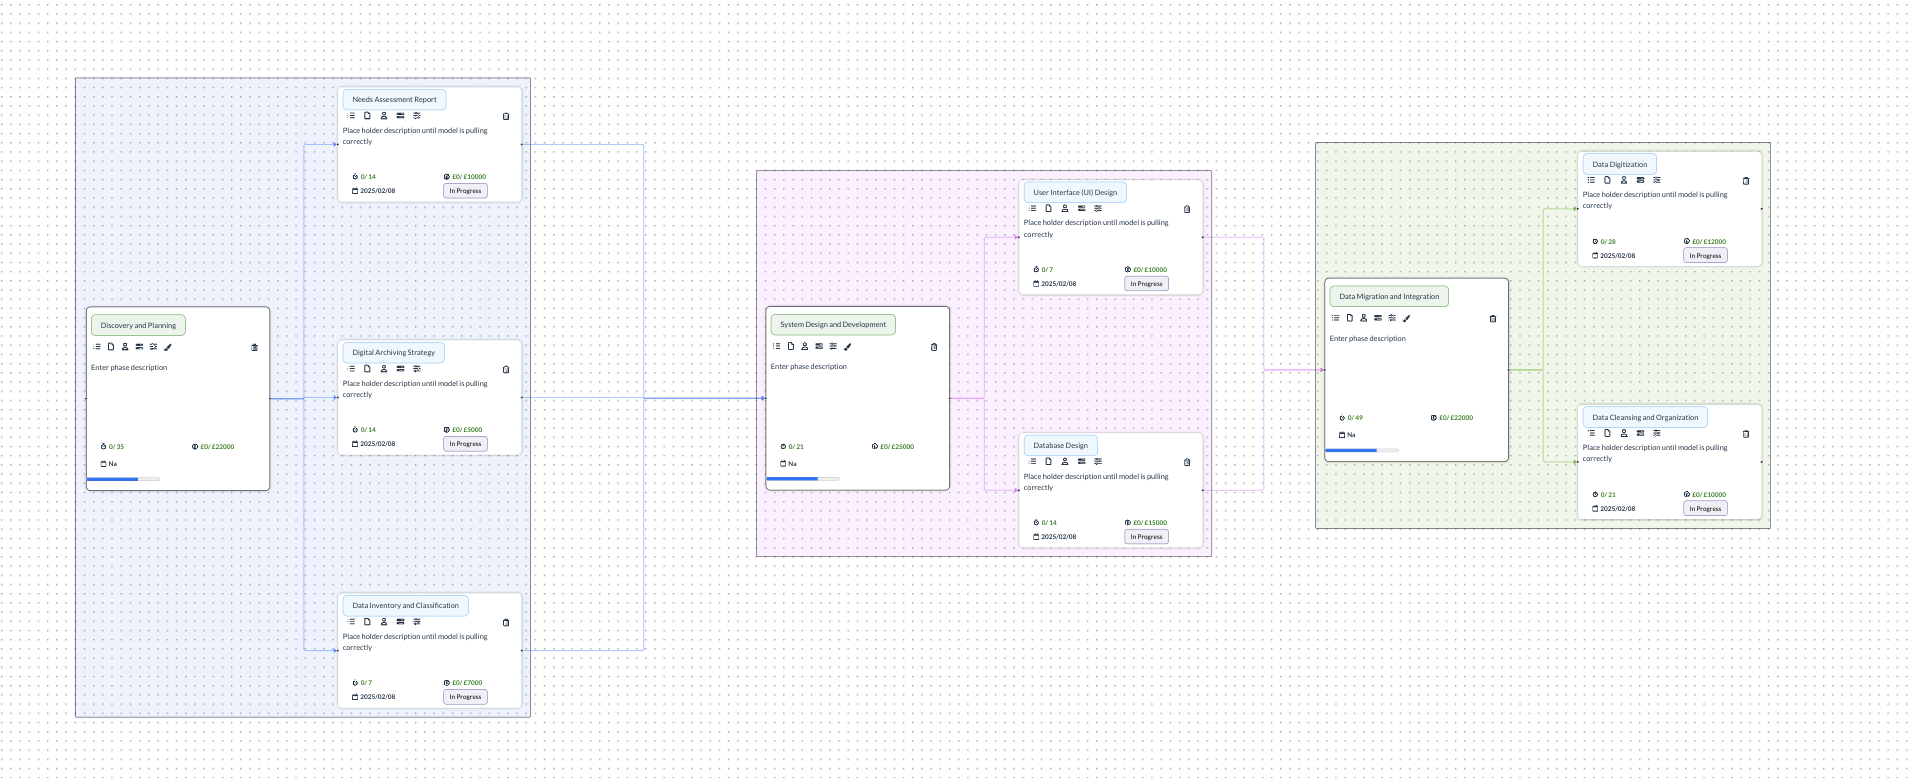 Needs Assessment Report
Place holder description until model is pulling
correctly
0/ 14
£0/ £10000
2025/02/08
In Progress
Discovery and Planning
Enter phase description
0/ 35
£0/ £22000
Na
Digital Archiving Strategy
Place holder description until model is pulling
correctly
0/ 14
£0/ £5000
2025/02/08
In Progress
Data Inventory and Classification
Place holder description until model is pulling
correctly
0/ 7
£0/ £7000
2025/02/08
In Progress
System Design and Development
Enter phase description
0/ 21
£0/ £25000
Na
User Interface (UI) Design
Place holder description until model is pulling
correctly
0/ 7
£0/ £10000
2025/02/08
In Progress
Database Design
Place holder description until model is pulling
correctly
0/ 14
£0/ £15000
2025/02/08
In Progress
Data Migration and Integration
Enter phase description
0/ 49
£0/ £22000
Na
Data Digitization
Place holder description until model is pulling
correctly
0/ 28
£0/ £12000
2025/02/08
In Progress
Data Cleansing and Organization
Place holder description until model is pulling
correctly
0/ 21
£0/ £10000
2025/02/08
In Progress